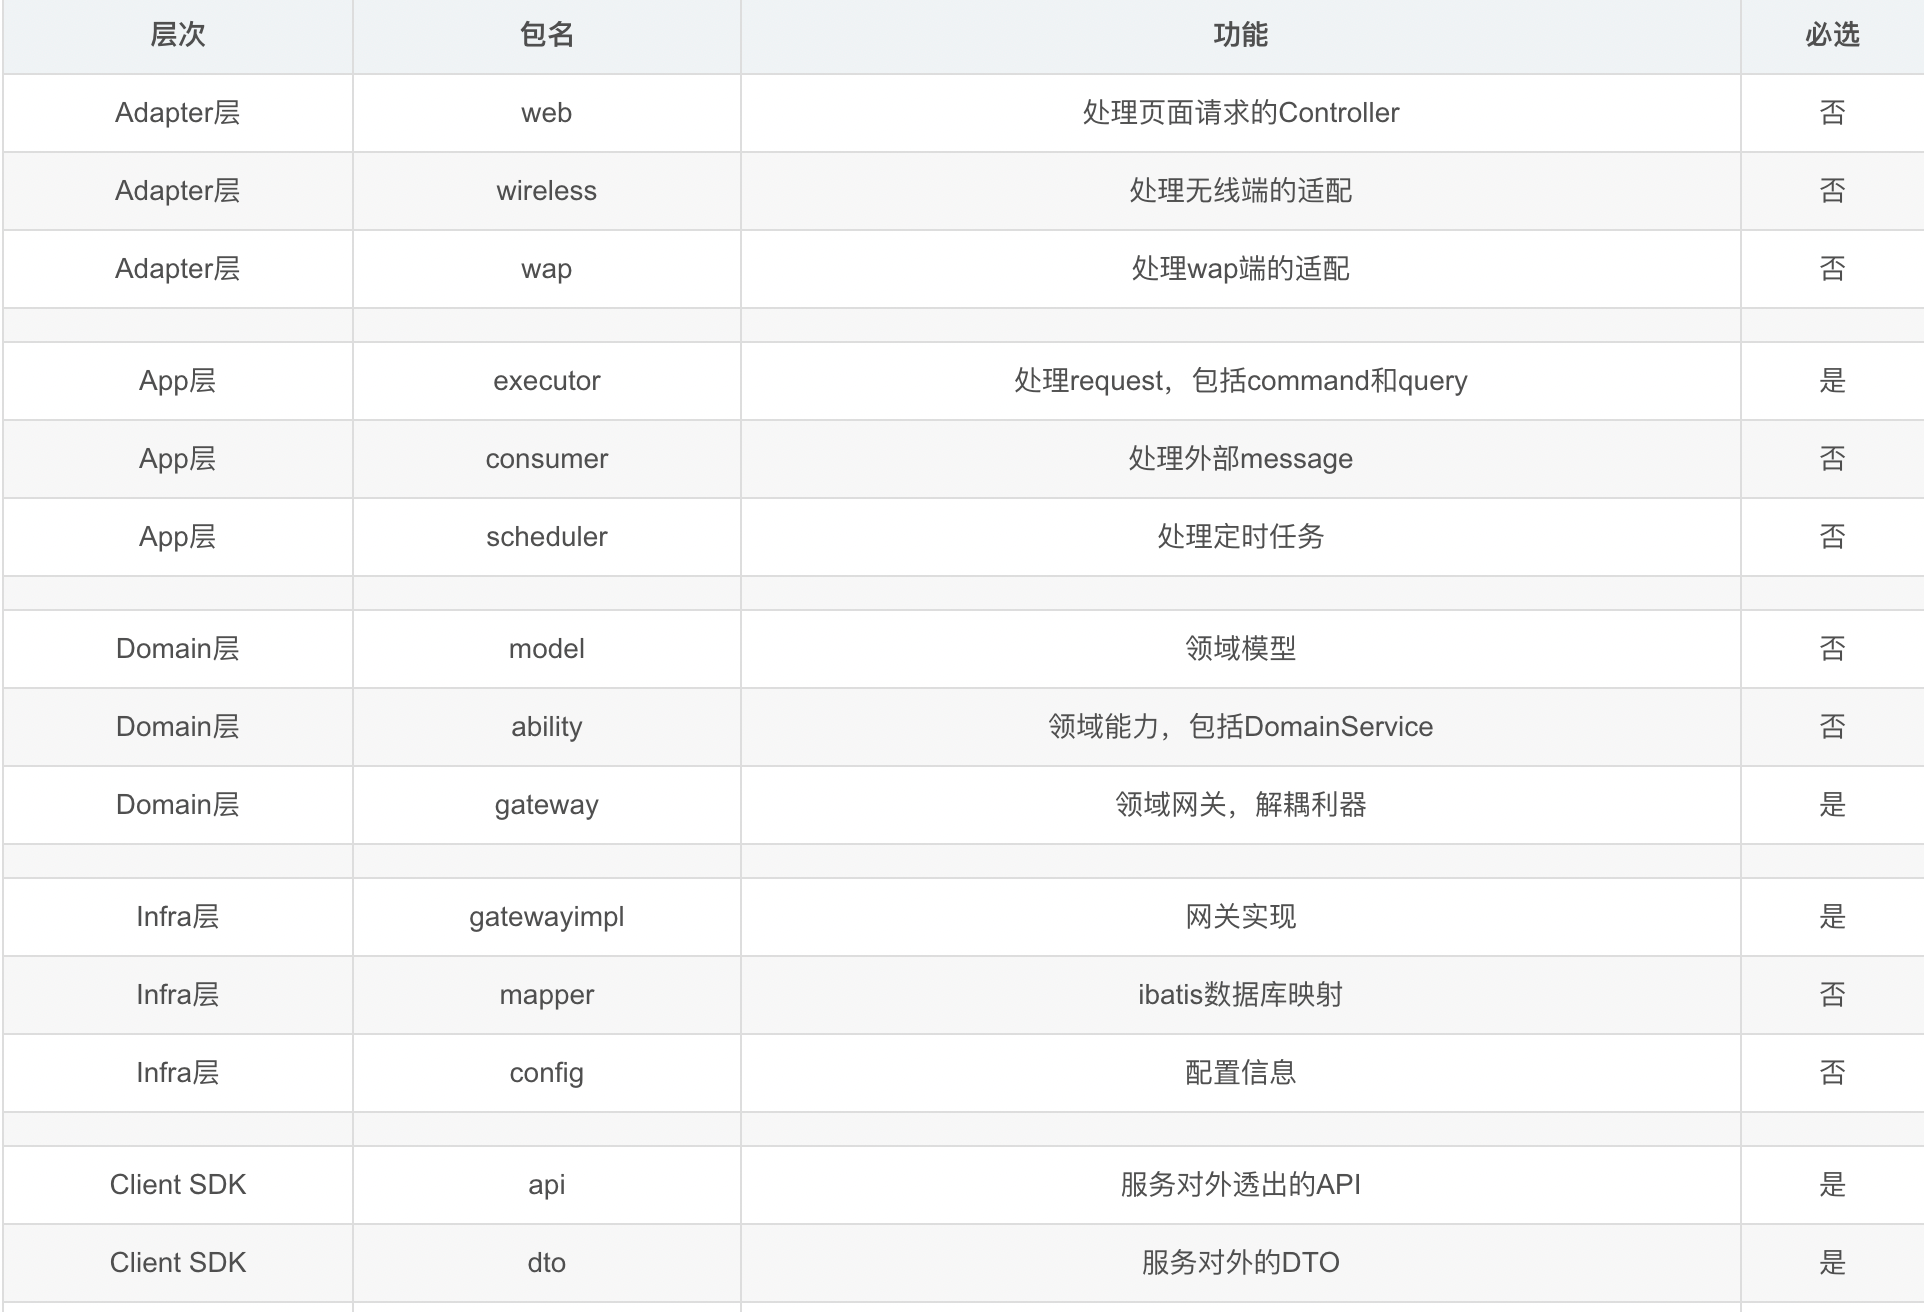 层次 包名 功能 必选
Adapter层 web 处理页面请求的Controller 否
Adapter层 wireless 处理无线端的适配 否
Adapter层 wap 处理wap端的适配 否
App层 executor 处理request，包括command和query 是
App层 consumer 处理外部message 否
App层 scheduler 处理定时任务 否
Domain层 model 领域模型 否
Domain层 ability 领域能力，包括DomainService 否
Domain层 gateway 领域网关，解耦利器 是
Infra层 gatewayimpl 网关实现 是
Infra层 mapper ibatis数据库映射 否
Infra层 config 配置信息 否
Client SDK api 服务对外透出的API 是
Client SDK dto 服务对外的DTO 是